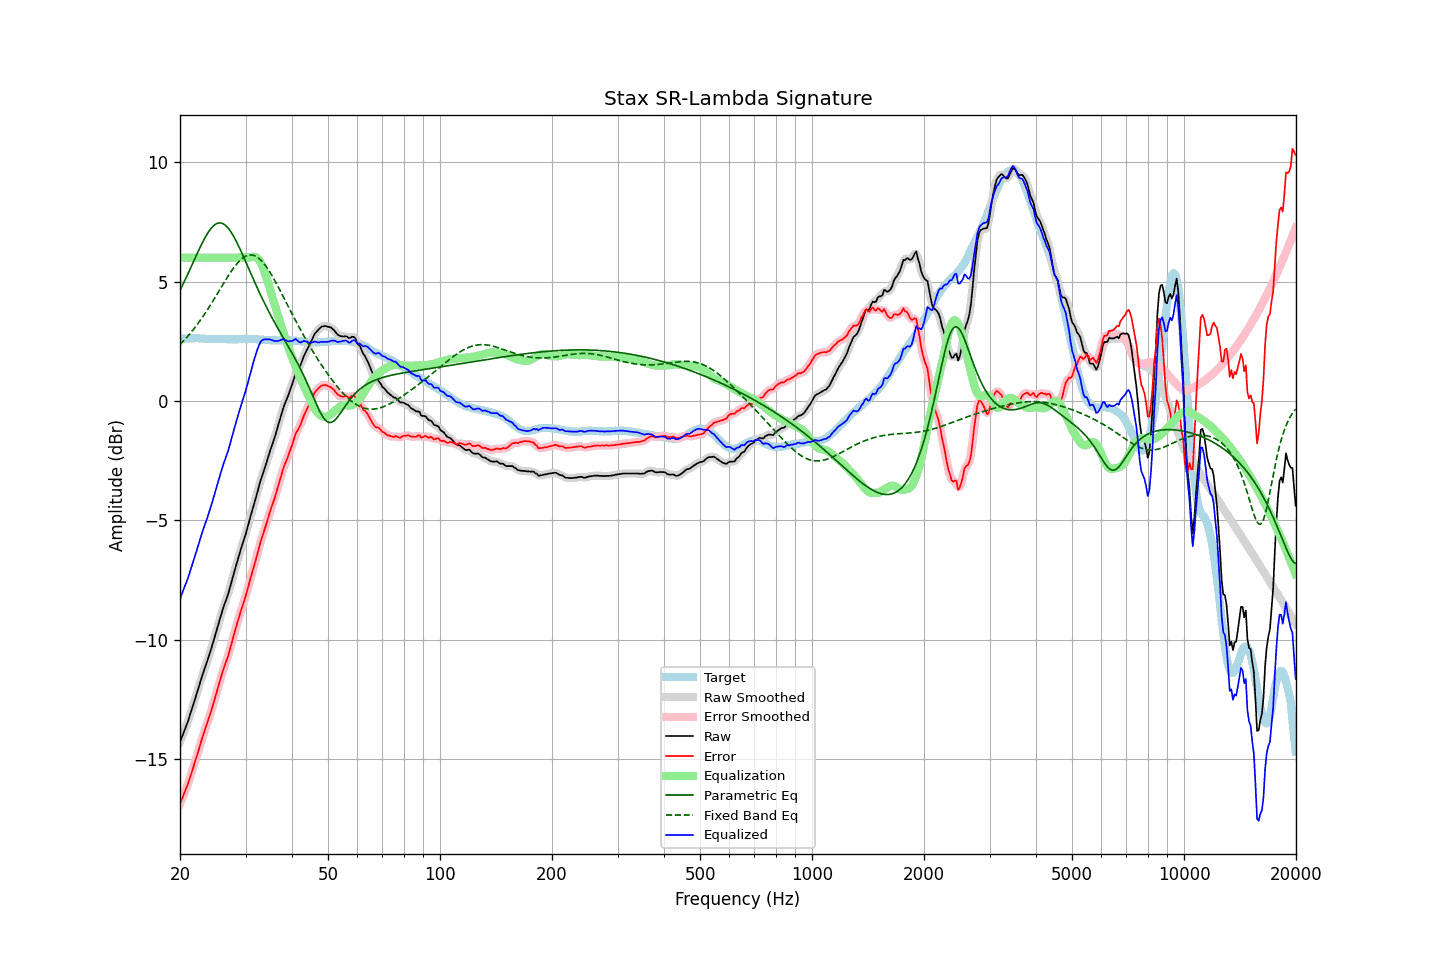 Stax SR-Lambda Signature
Amplitude (dBr)
10
5
0
−5
−10
−15
20
50
100
200
500
1000
2000
5000
10000
20000
Frequency (Hz)
Target
Raw Smoothed
Error Smoothed
Raw
Error
Equalization
Parametric Eq
Fixed Band Eq
Equalized